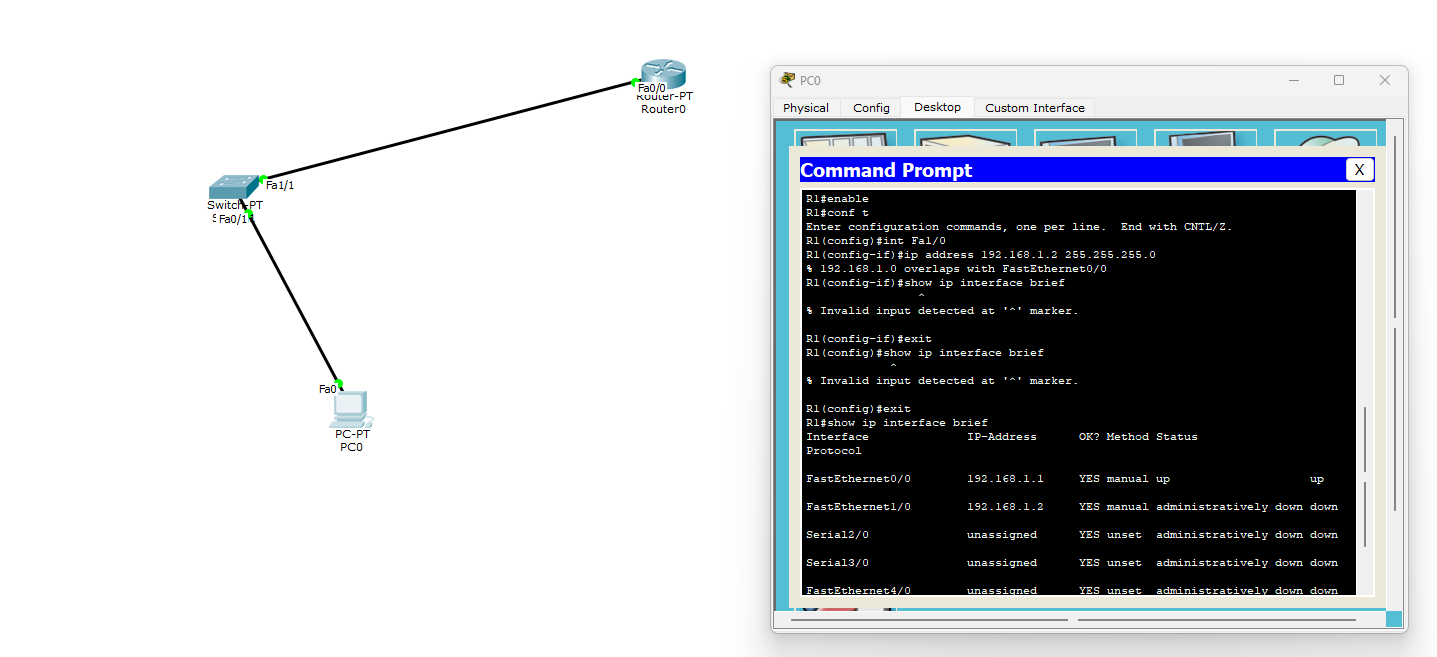 Fa0/0
Router-PT
Router0
Fa1/1
Switch-PT
S Fa0/1
Fa0
PC-PT
PC0
PC0
Physical Config Desktop Custom Interface
Command Prompt X
R1#enable
R1#conf t
Enter configuration commands, one per line.  End with CNTL/Z.
R1(config)#int Fa1/0
R1(config-if)#ip address 192.168.1.2 255.255.255.0
% 192.168.1.0 overlaps with FastEthernet0/0
R1(config-if)#show ip interface brief
^
% Invalid input detected at '^' marker.
R1(config-if)#exit
R1(config)#show ip interface brief
^
% Invalid input detected at '^' marker.
R1(config)#exit
R1#show ip interface brief
Interface IP-Address OK? Method Status
Protocol
FastEthernet0/0 192.168.1.1 YES manual up up
FastEthernet1/0 192.168.1.2 YES manual administratively down down
Serial2/0 unassigned YES unset administratively down down
Serial3/0 unassigned YES unset administratively down down
FastEthernet4/0 unassigned YES unset administratively down down